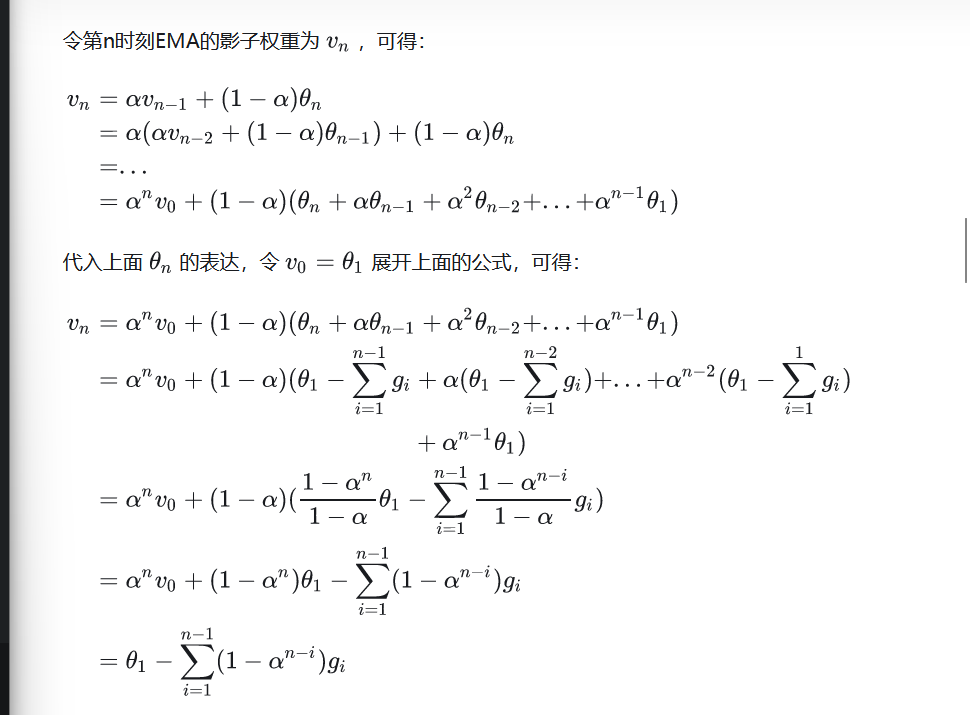 令第n时刻EMA的影子权重为 $v_n$ ，可得：
$v_n = \alpha v_{n-1} + (1-\alpha)\theta_n$
$= \alpha(\alpha v_{n-2} + (1-\alpha)\theta_{n-1}) + (1-\alpha)\theta_n$
$= \ldots$
$= \alpha^n v_0 + (1-\alpha)(\theta_n + \alpha\theta_{n-1} + \alpha^2\theta_{n-2} + \ldots + \alpha^{n-1}\theta_1)$
代入上面 $\theta_n$ 的表达，令 $v_0 = \theta_1$ 展开上面的公式，可得：
$v_n = \alpha^n v_0 + (1-\alpha)(\theta_n + \alpha\theta_{n-1} + \alpha^2\theta_{n-2} + \ldots + \alpha^{n-1}\theta_1)$
$= \alpha^n v_0 + (1-\alpha)(\theta_1 - \sum_{i=1}^{n-1} g_i + \alpha(\theta_1 - \sum_{i=1}^{n-2} g_i) + \ldots + \alpha^{n-2}(\theta_1 - \sum_{i=1}^{1} g_i)$
$+ \alpha^{n-1}\theta_1)$
$= \alpha^n v_0 + (1-\alpha)(\frac{1-\alpha^n}{1-\alpha}\theta_1 - \sum_{i=1}^{n-1} \frac{1-\alpha^{n-i}}{1-\alpha} g_i)$
$= \alpha^n v_0 + (1-\alpha^n)\theta_1 - \sum_{i=1}^{n-1} (1-\alpha^{n-i}) g_i$
$= \theta_1 - \sum_{i=1}^{n-1} (1-\alpha^{n-i}) g_i$